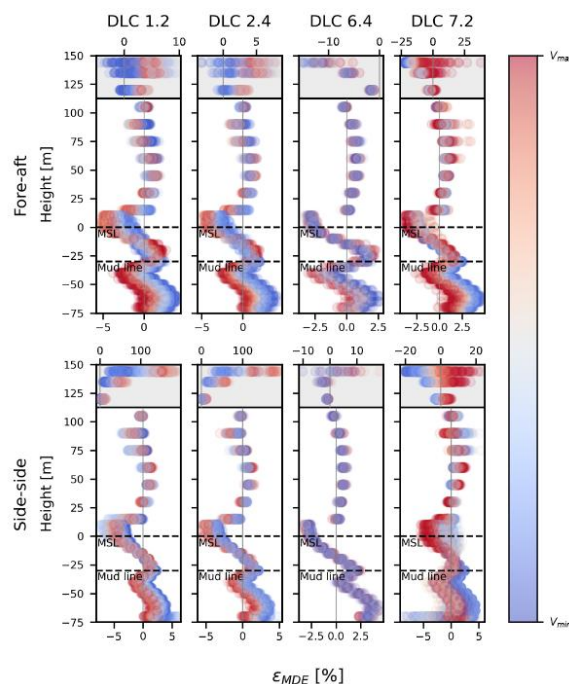 DLC 1.2 DLC 2.4 DLC 6.4 DLC 7.2
0 10 0 5 −10 0 −25 0 25
V_ma
150
125
100
75
50
25
0
−25
−50
−75
Fore-aft
Height [m]
MSL MSL MSL MSL
Mud line Mud line Mud line Mud line
−5 0 −5 0 −2.5 0.0 2.5 −2.5 0.0 2.5
0 100 0 100 −10 0 10 −20 0 20
150
125
100
75
50
25
0
−25
−50
−75
Side-side
Height [m]
MSL MSL MSL MSL
Mud line Mud line Mud line Mud line
−5 0 −5 0 −2.5 0.0 2.5 −5 0
V_min
ε_MDE [%]